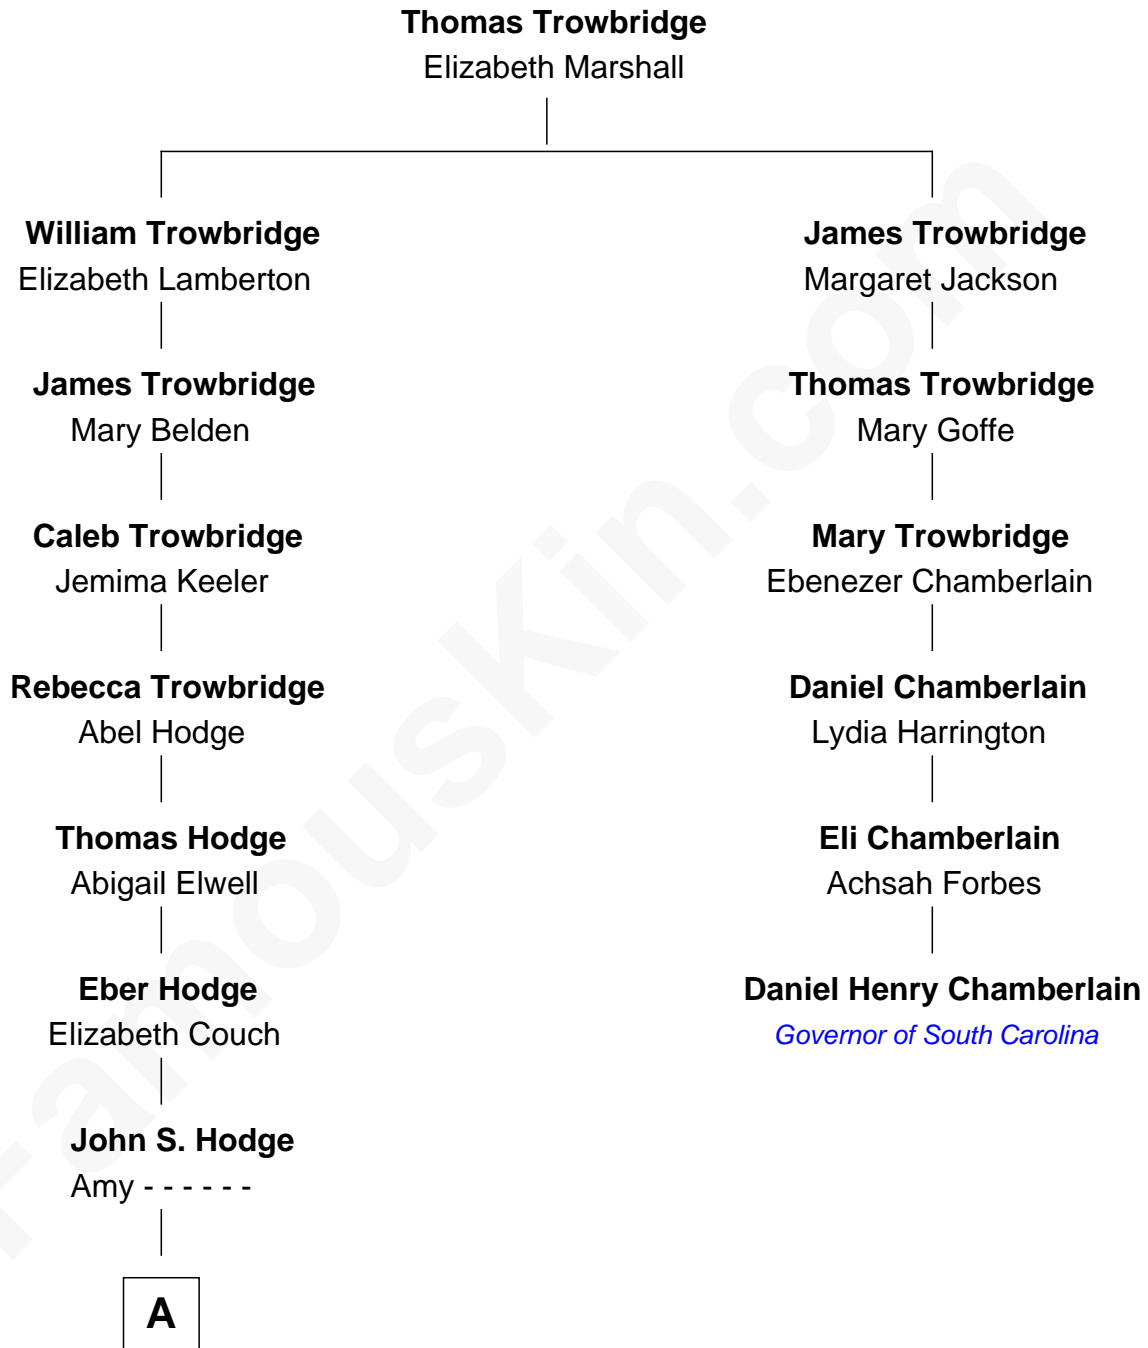 Thomas Trowbridge
Elizabeth Marshall
William Trowbridge
Elizabeth Lamberton
James Trowbridge
Margaret Jackson
James Trowbridge
Mary Belden
Thomas Trowbridge
Mary Goffe
Caleb Trowbridge
Jemima Keeler
Mary Trowbridge
Ebenezer Chamberlain
Rebecca Trowbridge
Abel Hodge
Daniel Chamberlain
Lydia Harrington
Thomas Hodge
Abigail Elwell
Eli Chamberlain
Achsah Forbes
Eber Hodge
Elizabeth Couch
Daniel Henry Chamberlain
Governor of South Carolina
John S. Hodge
Amy - - - - - -
A
FamousKin.com